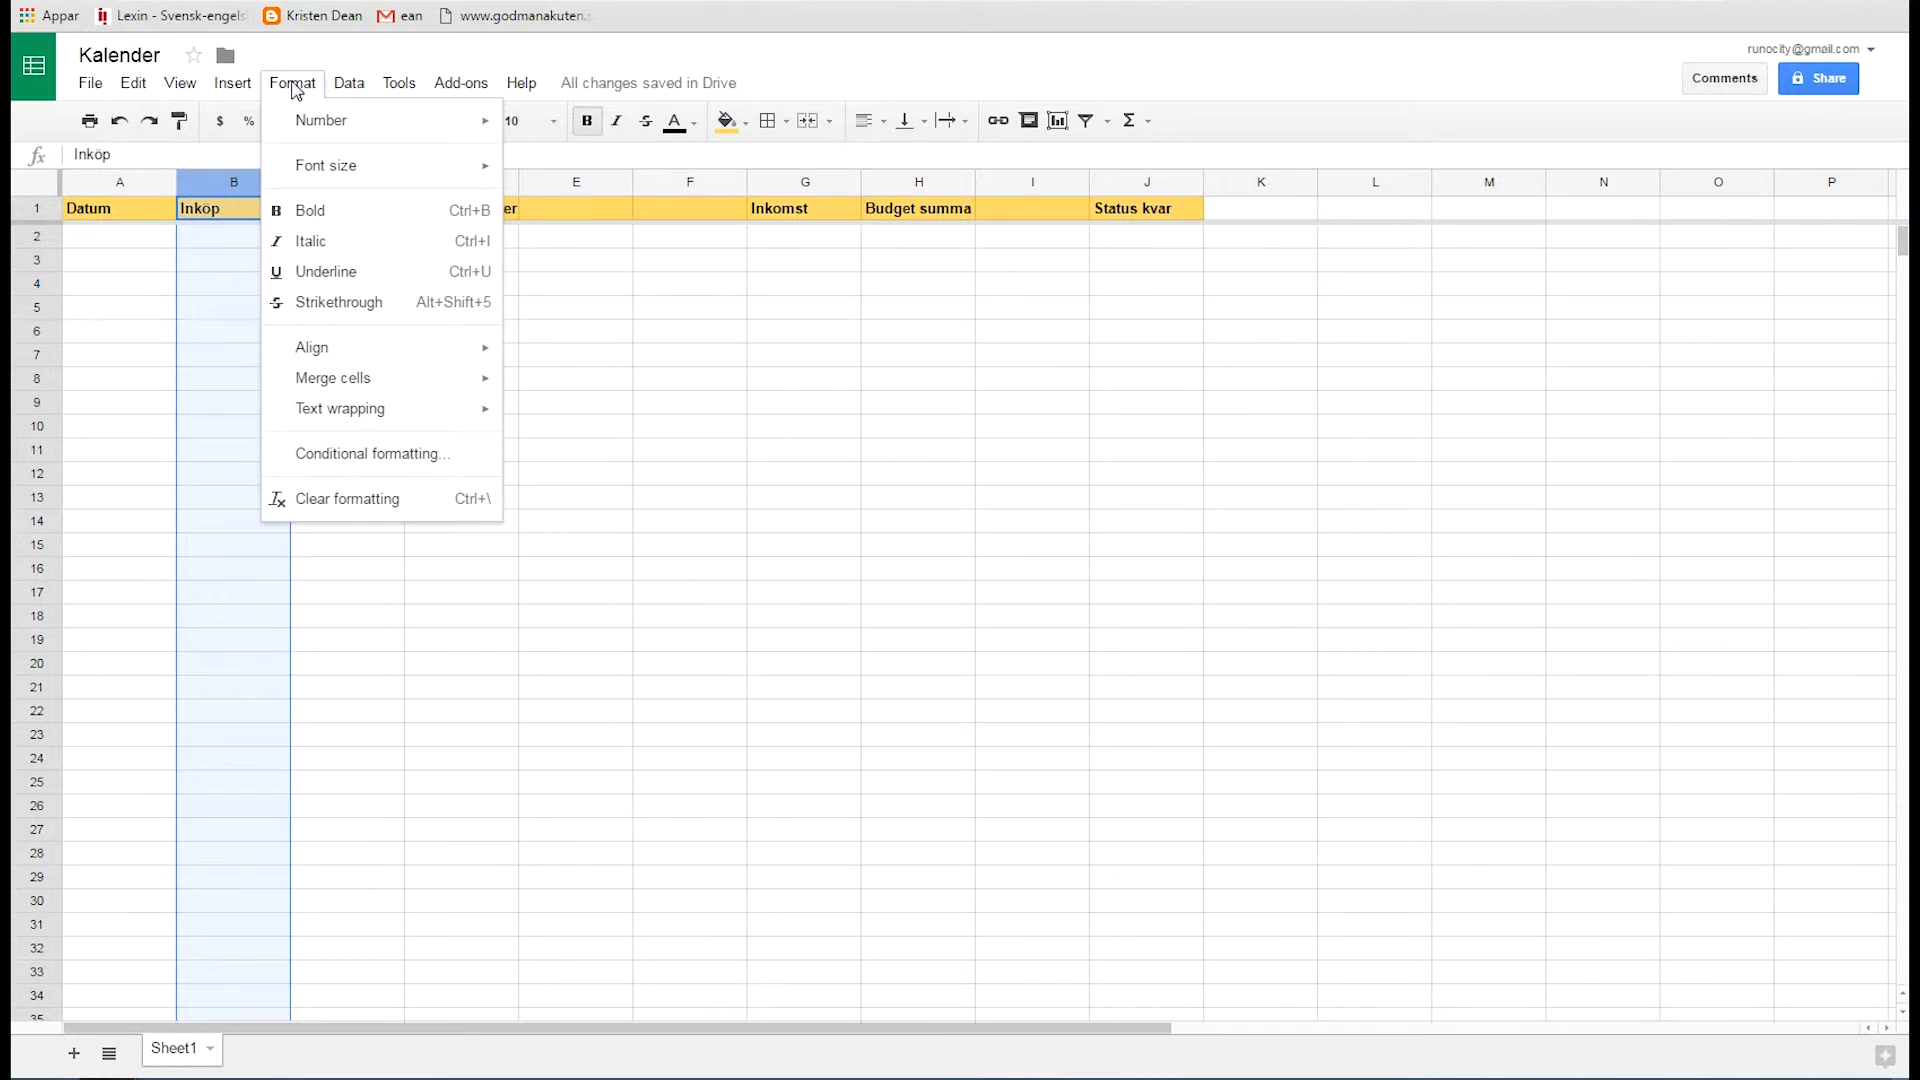 Appar Lexin - Svensk-engels Kristen Dean ean www.godmanakuten.
Kalender
runocity@gmail.com
File Edit View Insert Format Data Tools Add-ons Help All changes saved in Drive
Comments Share
$ % 10 B I S A Σ
fx Inköp
A B E F G H I J K L M N O P
1 Datum Inköp er Inkomst Budget summa Status kvar
Number
Font size
B Bold Ctrl+B
I Italic Ctrl+I
U Underline Ctrl+U
S Strikethrough Alt+Shift+5
Align
Merge cells
Text wrapping
Conditional formatting...
Clear formatting Ctrl+\
2
3
4
5
6
7
8
9
10
11
12
13
14
15
16
17
18
19
20
21
22
23
24
25
26
27
28
29
30
31
32
33
34
35
Sheet1